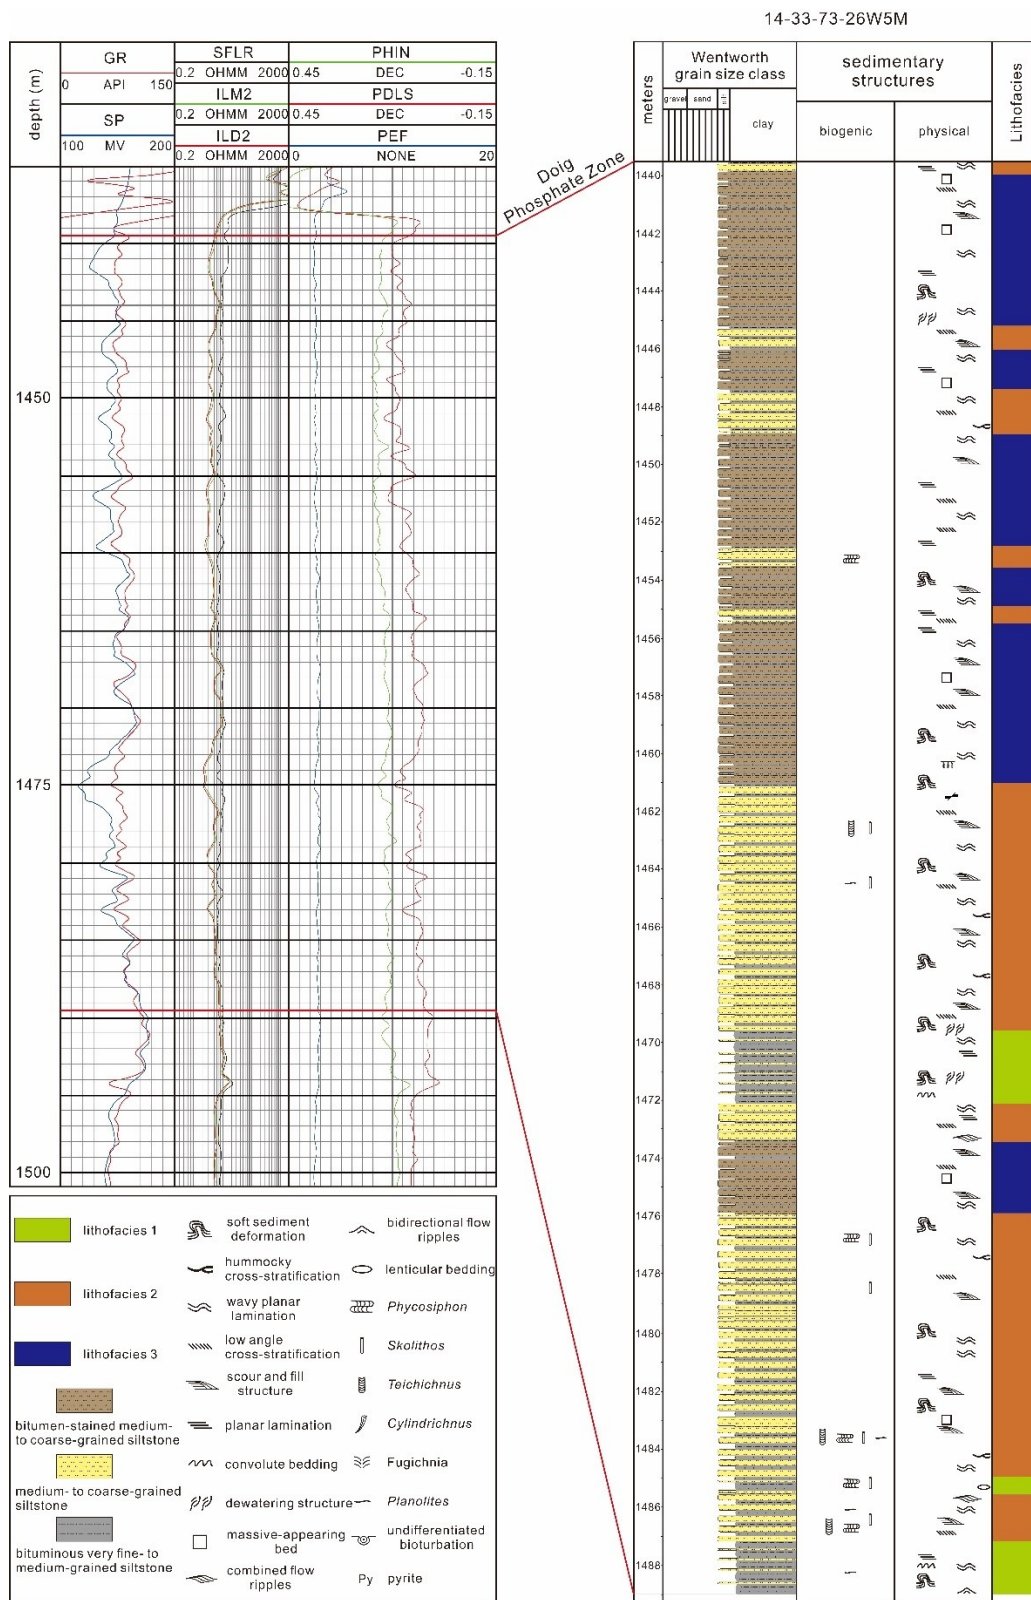 14-33-73-26W5M
depth (m)
GR
0 API 150
SP
100 MV 200
SFLR
0.2 OHMM 2000
ILM2
0.2 OHMM 2000
ILD2
0.2 OHMM 2000
PHIN
0.45 DEC -0.15
PDLS
0.45 DEC -0.15
PEF
0 NONE 20
1450
1475
1500
Doig
Phosphate Zone
meters
Wentworth
grain size class
gravel
sand
silt
clay
sedimentary
structures
biogenic
physical
Lithofacies
1440
1442
1444
1446
1448
1450
1452
1454
1456
1458
1460
1462
1464
1466
1468
1470
1472
1474
1476
1478
1480
1482
1484
1486
1488
lithofacies 1
lithofacies 2
lithofacies 3
bitumen-stained medium-
to coarse-grained siltstone
medium- to coarse-grained
siltstone
bituminous very fine- to
medium-grained siltstone
soft sediment
deformation
hummocky
cross-stratification
wavy planar
lamination
low angle
cross-stratification
scour and fill
structure
planar lamination
convolute bedding
dewatering structure
massive-appearing
bed
combined flow
ripples
bidirectional flow
ripples
lenticular bedding
Phycosiphon
Skolithos
Teichichnus
Cylindrichnus
Fugichnia
Planolites
undifferentiated
bioturbation
Py pyrite